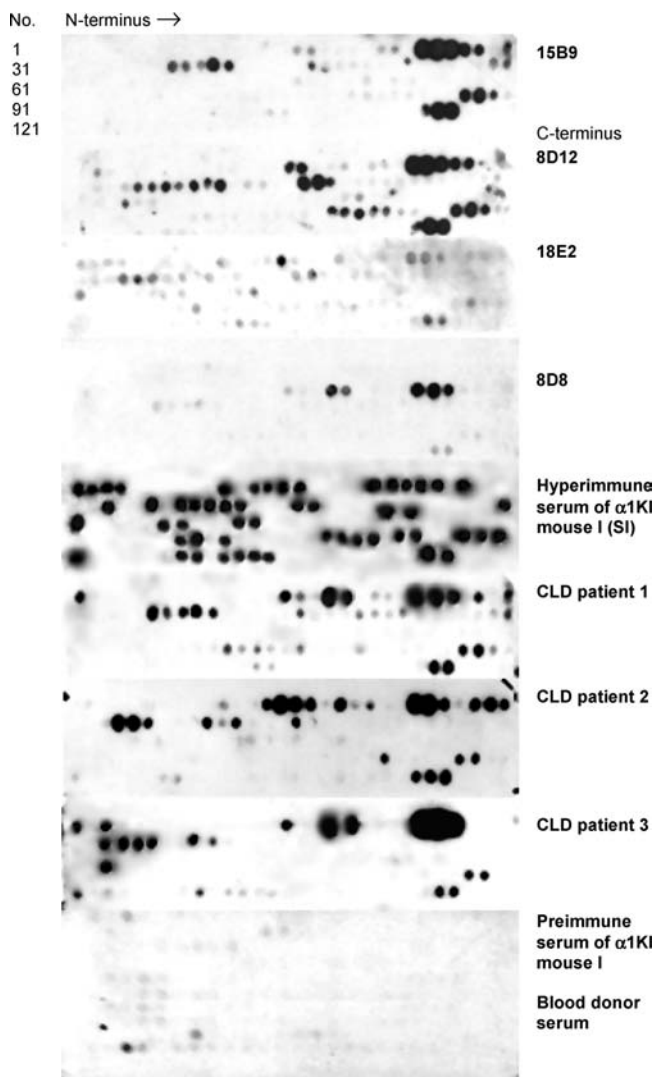 No.
N-terminus →
1
31
61
91
121
15B9
C-terminus
8D12
18E2
8D8
Hyperimmune
serum of α1KI
mouse I (SI)
CLD patient 1
CLD patient 2
CLD patient 3
Preimmune
serum of α1KI
mouse I
Blood donor
serum